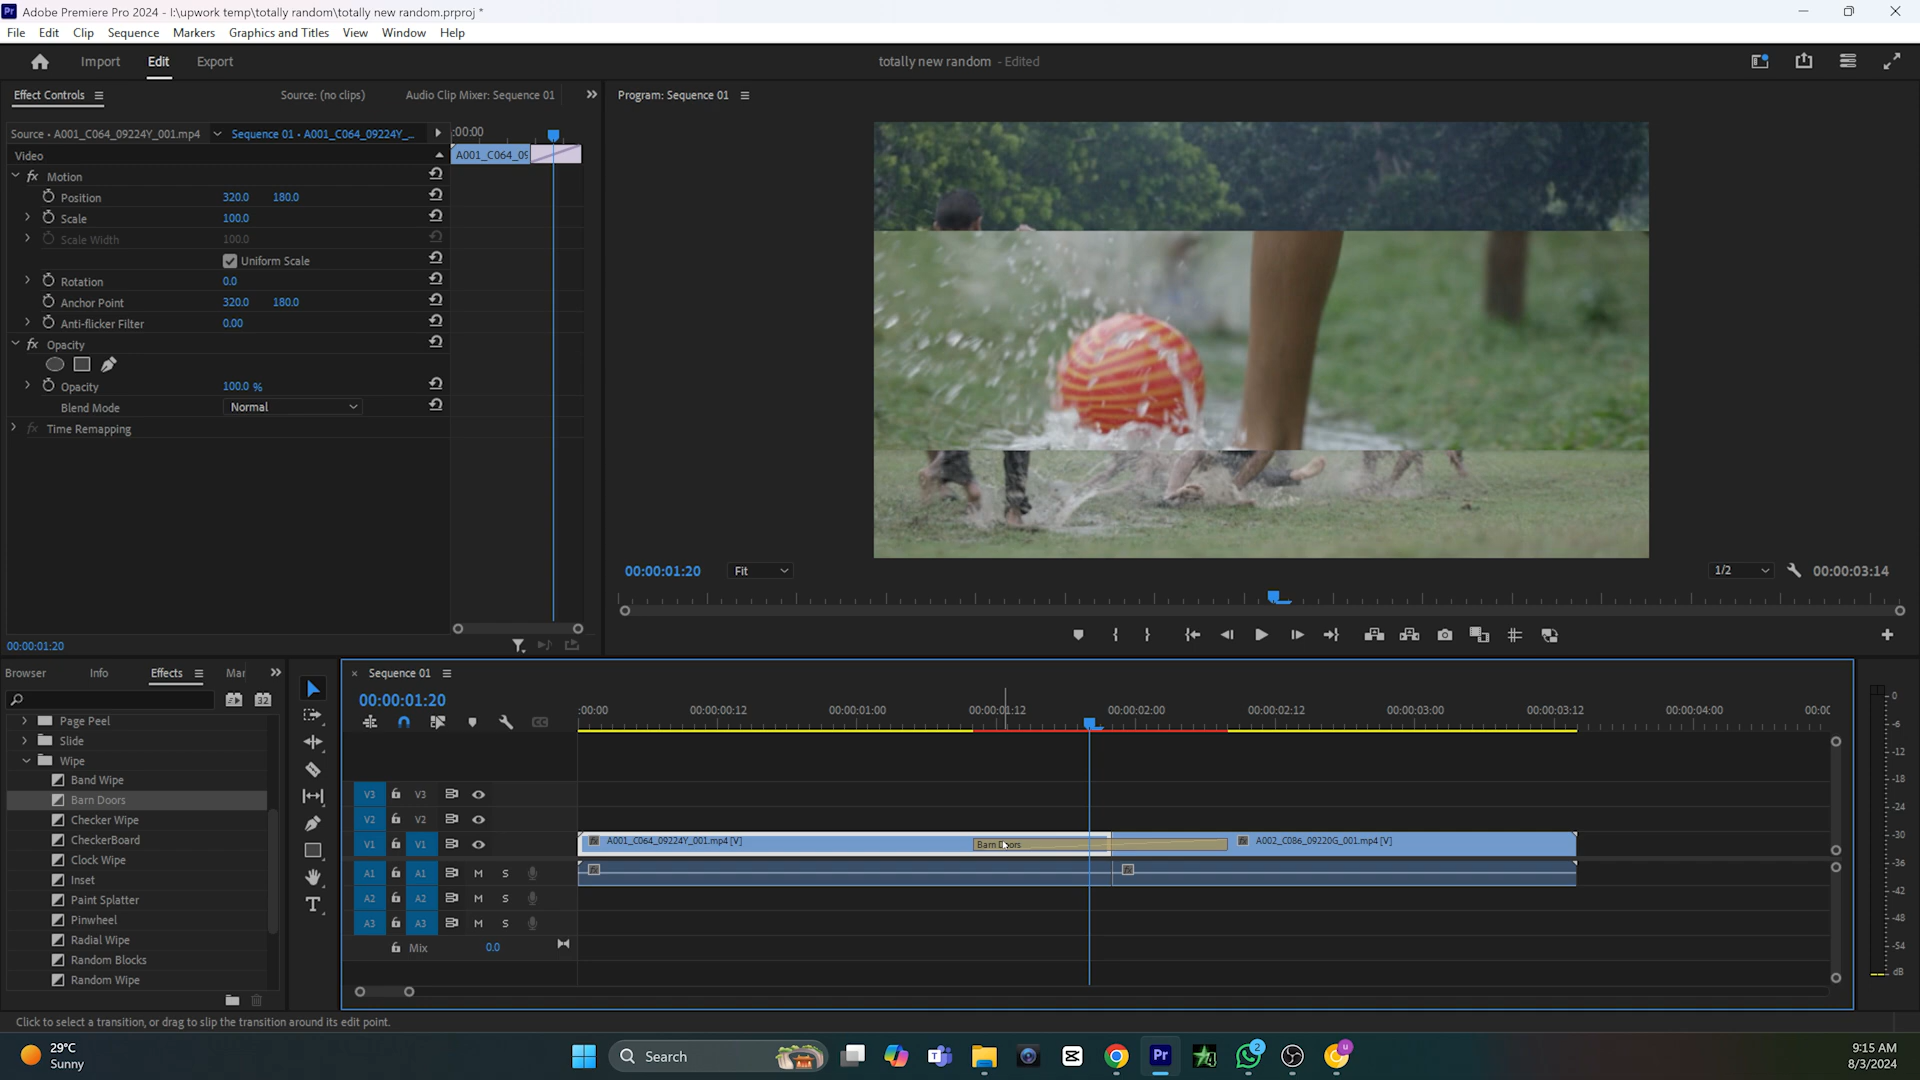 Adobe Premiere Pro 2024 - I:\upwork temp\totally random\totally new random.prproj *
File Edit Clip Sequence Markers Graphics and Titles View Window Help
Import Edit Export
totally new random - Edited
Effect Controls
Source: (no clips)
Audio Clip Mixer: Sequence 01
Program: Sequence 01
Source • A001_C064_09224Y_001.mp4
Sequence 01 • A001_C064_09224Y_...
:00:00
Video
A001_C064_09
Motion
Position 320.0 180.0
Scale 100.0
Scale Width 100.0
Uniform Scale
Rotation 0.0
Anchor Point 320.0 180.0
Anti-flicker Filter 0.00
Opacity
Opacity 100.0 %
Blend Mode Normal
Time Remapping
00:00:01:20
00:00:01:20 Fit 1/2 00:00:03:14
Browser Info Effects Mar
32
Page Peel
Slide
Wipe
Band Wipe
Barn Doors
Checker Wipe
CheckerBoard
Clock Wipe
Inset
Paint Splatter
Pinwheel
Radial Wipe
Random Blocks
Random Wipe
× Sequence 01
00:00:01:20
CC
:00:00 00:00:00:12 00:00:01:00 00:00:01:12 00:00:02:00 00:00:02:12 00:00:03:00 00:00:03:12 00:00:04:00 00:00
V3 V3
V2 V2
V1 V1 A001_C064_09224Y_001.mp4 [V] Barn Doors A002_C086_09220G_001.mp4 [V]
A1 A1 M S
A2 A2 M S
A3 A3 M S
Mix 0.0
0
-6
-12
-18
-24
-30
-36
-42
-48
-54
dB
Click to select a transition, or drag to slip the transition around its edit point.
29°C
Sunny
Search
Pr
2
u
9:15 AM
8/3/2024